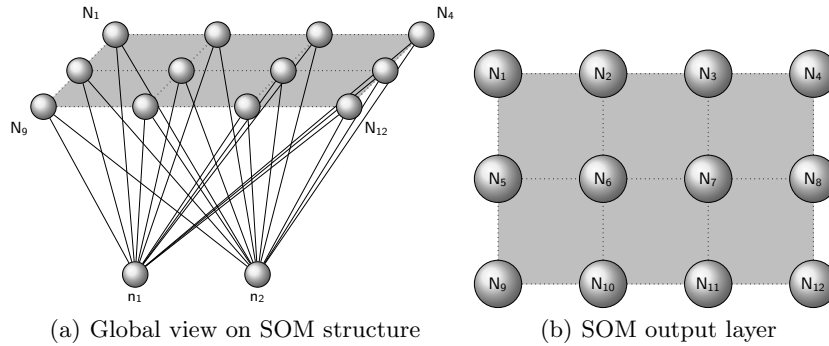 N₁ N₄
N₉ N₁₂
n₁ n₂
(a) Global view on SOM structure
N₁ N₂ N₃ N₄
N₅ N₆ N₇ N₈
N₉ N₁₀ N₁₁ N₁₂
(b) SOM output layer